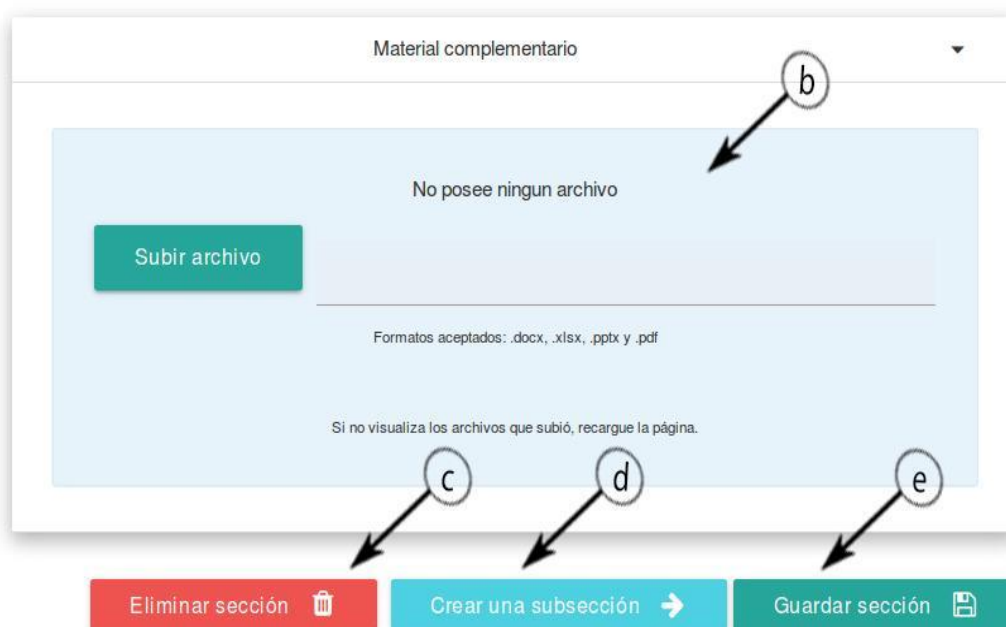 Material complementario
b
No posee ningun archivo
Subir archivo
Formatos aceptados: .docx, .xlsx, .pptx y .pdf
Si no visualiza los archivos que subió, recargue la página.
c
d
e
Eliminar sección
Crear una subsección
Guardar sección